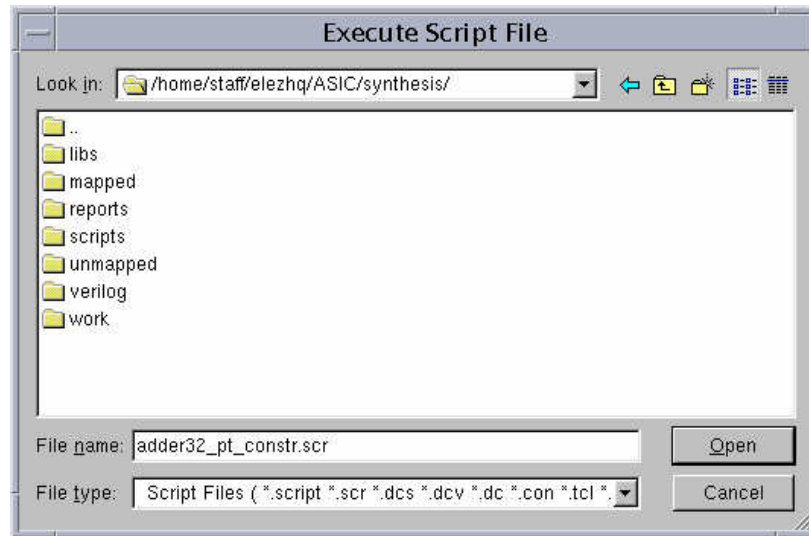 Execute Script File
Look in: /home/staff/elezhq/ASIC/synthesis/
..
libs
mapped
reports
scripts
unmapped
verilog
work
File name: adder32_pt_constr.scr Open
File type: Script Files ( *.script *.scr *.dcs *.dcv *.dc *.con *.tcl *. Cancel